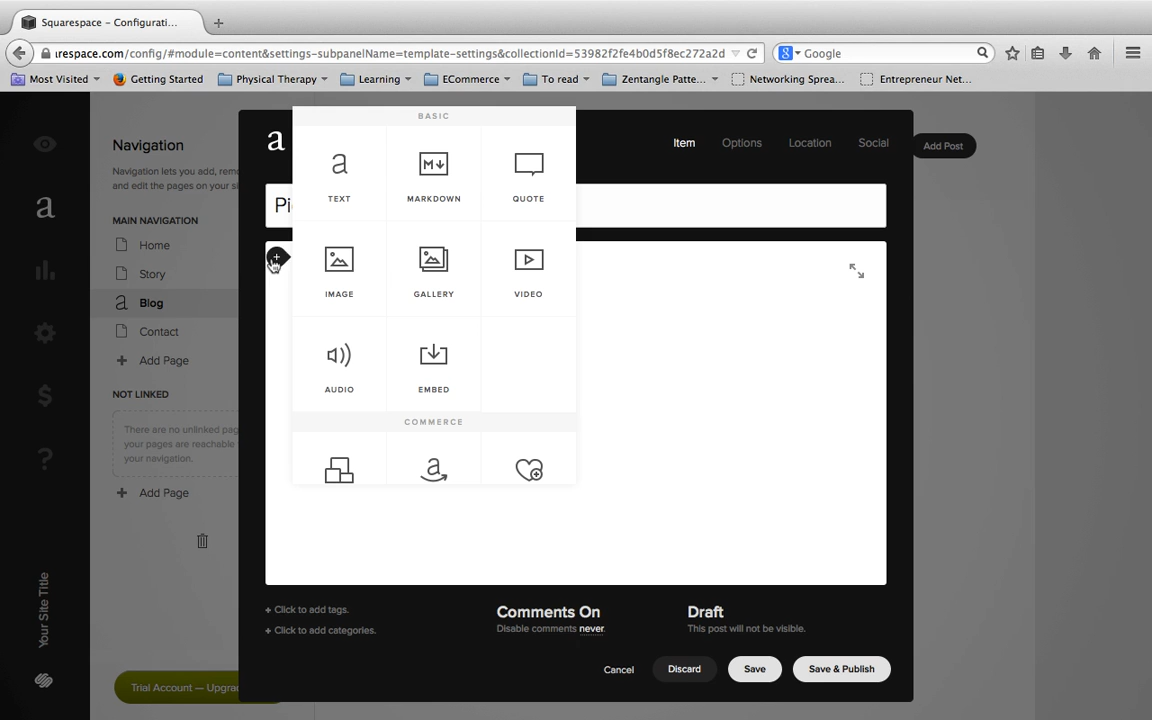 Squarespace - Configurati...
ırespace.com/config/#module=content&settings-subpanelName=template-settings&collectionId=53982f2fe4b0d5f8ec272a2d
Google
Most Visited
Getting Started
Physical Therapy
Learning
ECommerce
To read
Zentangle Patte...
Networking Sprea...
Entrepreneur Net...
Navigation
Navigation lets you add, rem
and edit the pages on your si
MAIN NAVIGATION
Home
Story
Blog
Contact
Add Page
NOT LINKED
There are no unlinked pag
your pages are reachable
your navigation.
Add Page
Your Site Title
Trial Account — Upgrad
Item
Options
Location
Social
Add Post
Pi
BASIC
TEXT
MARKDOWN
QUOTE
IMAGE
GALLERY
VIDEO
AUDIO
EMBED
COMMERCE
+ Click to add tags.
+ Click to add categories.
Comments On
Disable comments never.
Draft
This post will not be visible.
Cancel
Discard
Save
Save & Publish